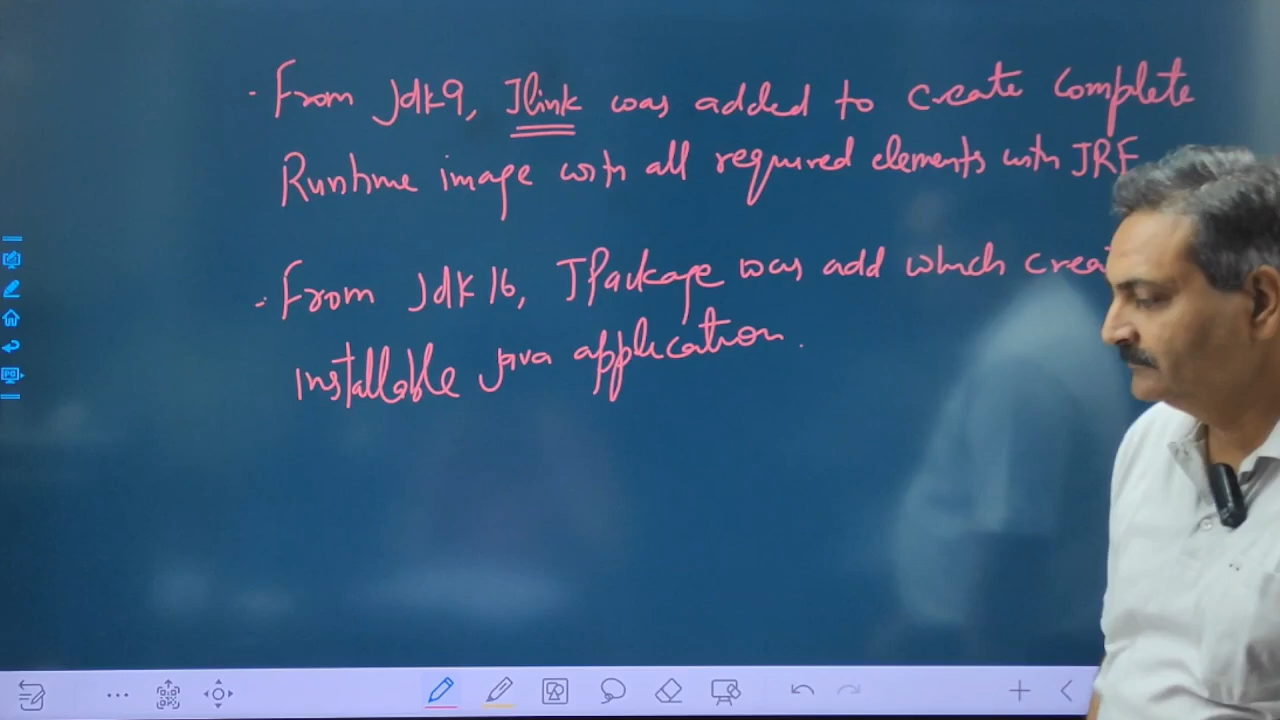 . From Jdk9, Jlink was added to create Complete
Runtime image with all required elements with JRE
. From Jdk 16, JPackage was add which creat
installable java application.